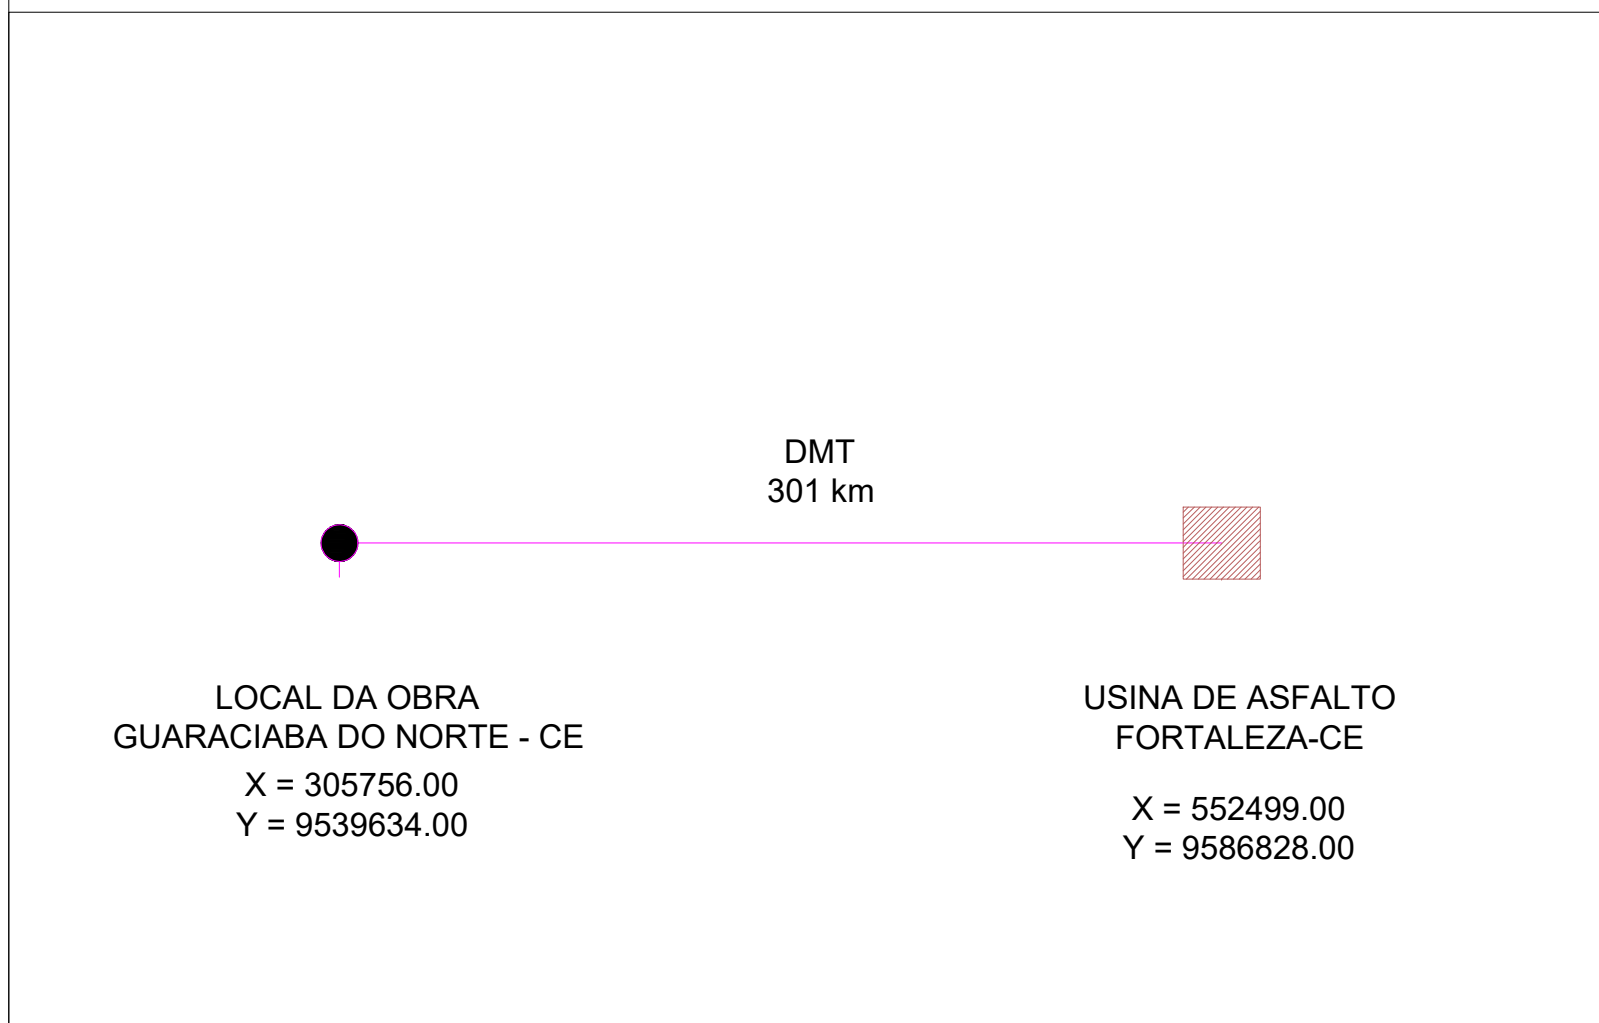 DMT
301 km
LOCAL DA OBRA
GUARACIABA DO NORTE - CE
X = 305756.00
Y = 9539634.00
USINA DE ASFALTO
FORTALEZA-CE
X = 552499.00
Y = 9586828.00